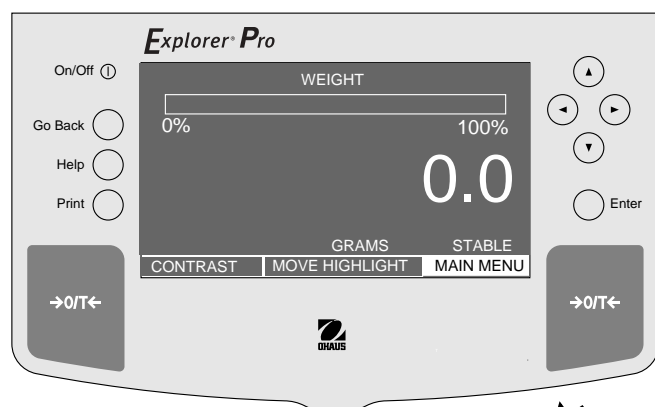 Explorer® Pro
On/Off
WEIGHT
0% 100%
Go Back
Help
0.0
Print
Enter
GRAMS STABLE
CONTRAST MOVE HIGHLIGHT MAIN MENU
→0/T← →0/T←
OHAUS